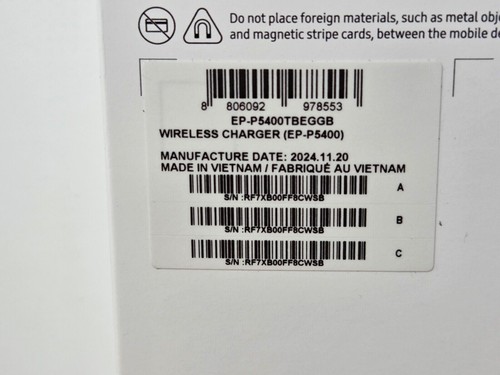 Do not place foreign materials, such as metal obje
and magnetic stripe cards, between the mobile de
8 806092 978553
EP-P5400TBEGGB
WIRELESS CHARGER (EP-P5400)
MANUFACTURE DATE: 2024.11.20
MADE IN VIETNAM / FABRIQUÉ AU VIETNAM
A
S/N :RF7XB00FF8CWSB
B
S/N :RF7XB00FF8CWSB
C
S/N :RF7XB00FF8CWSB